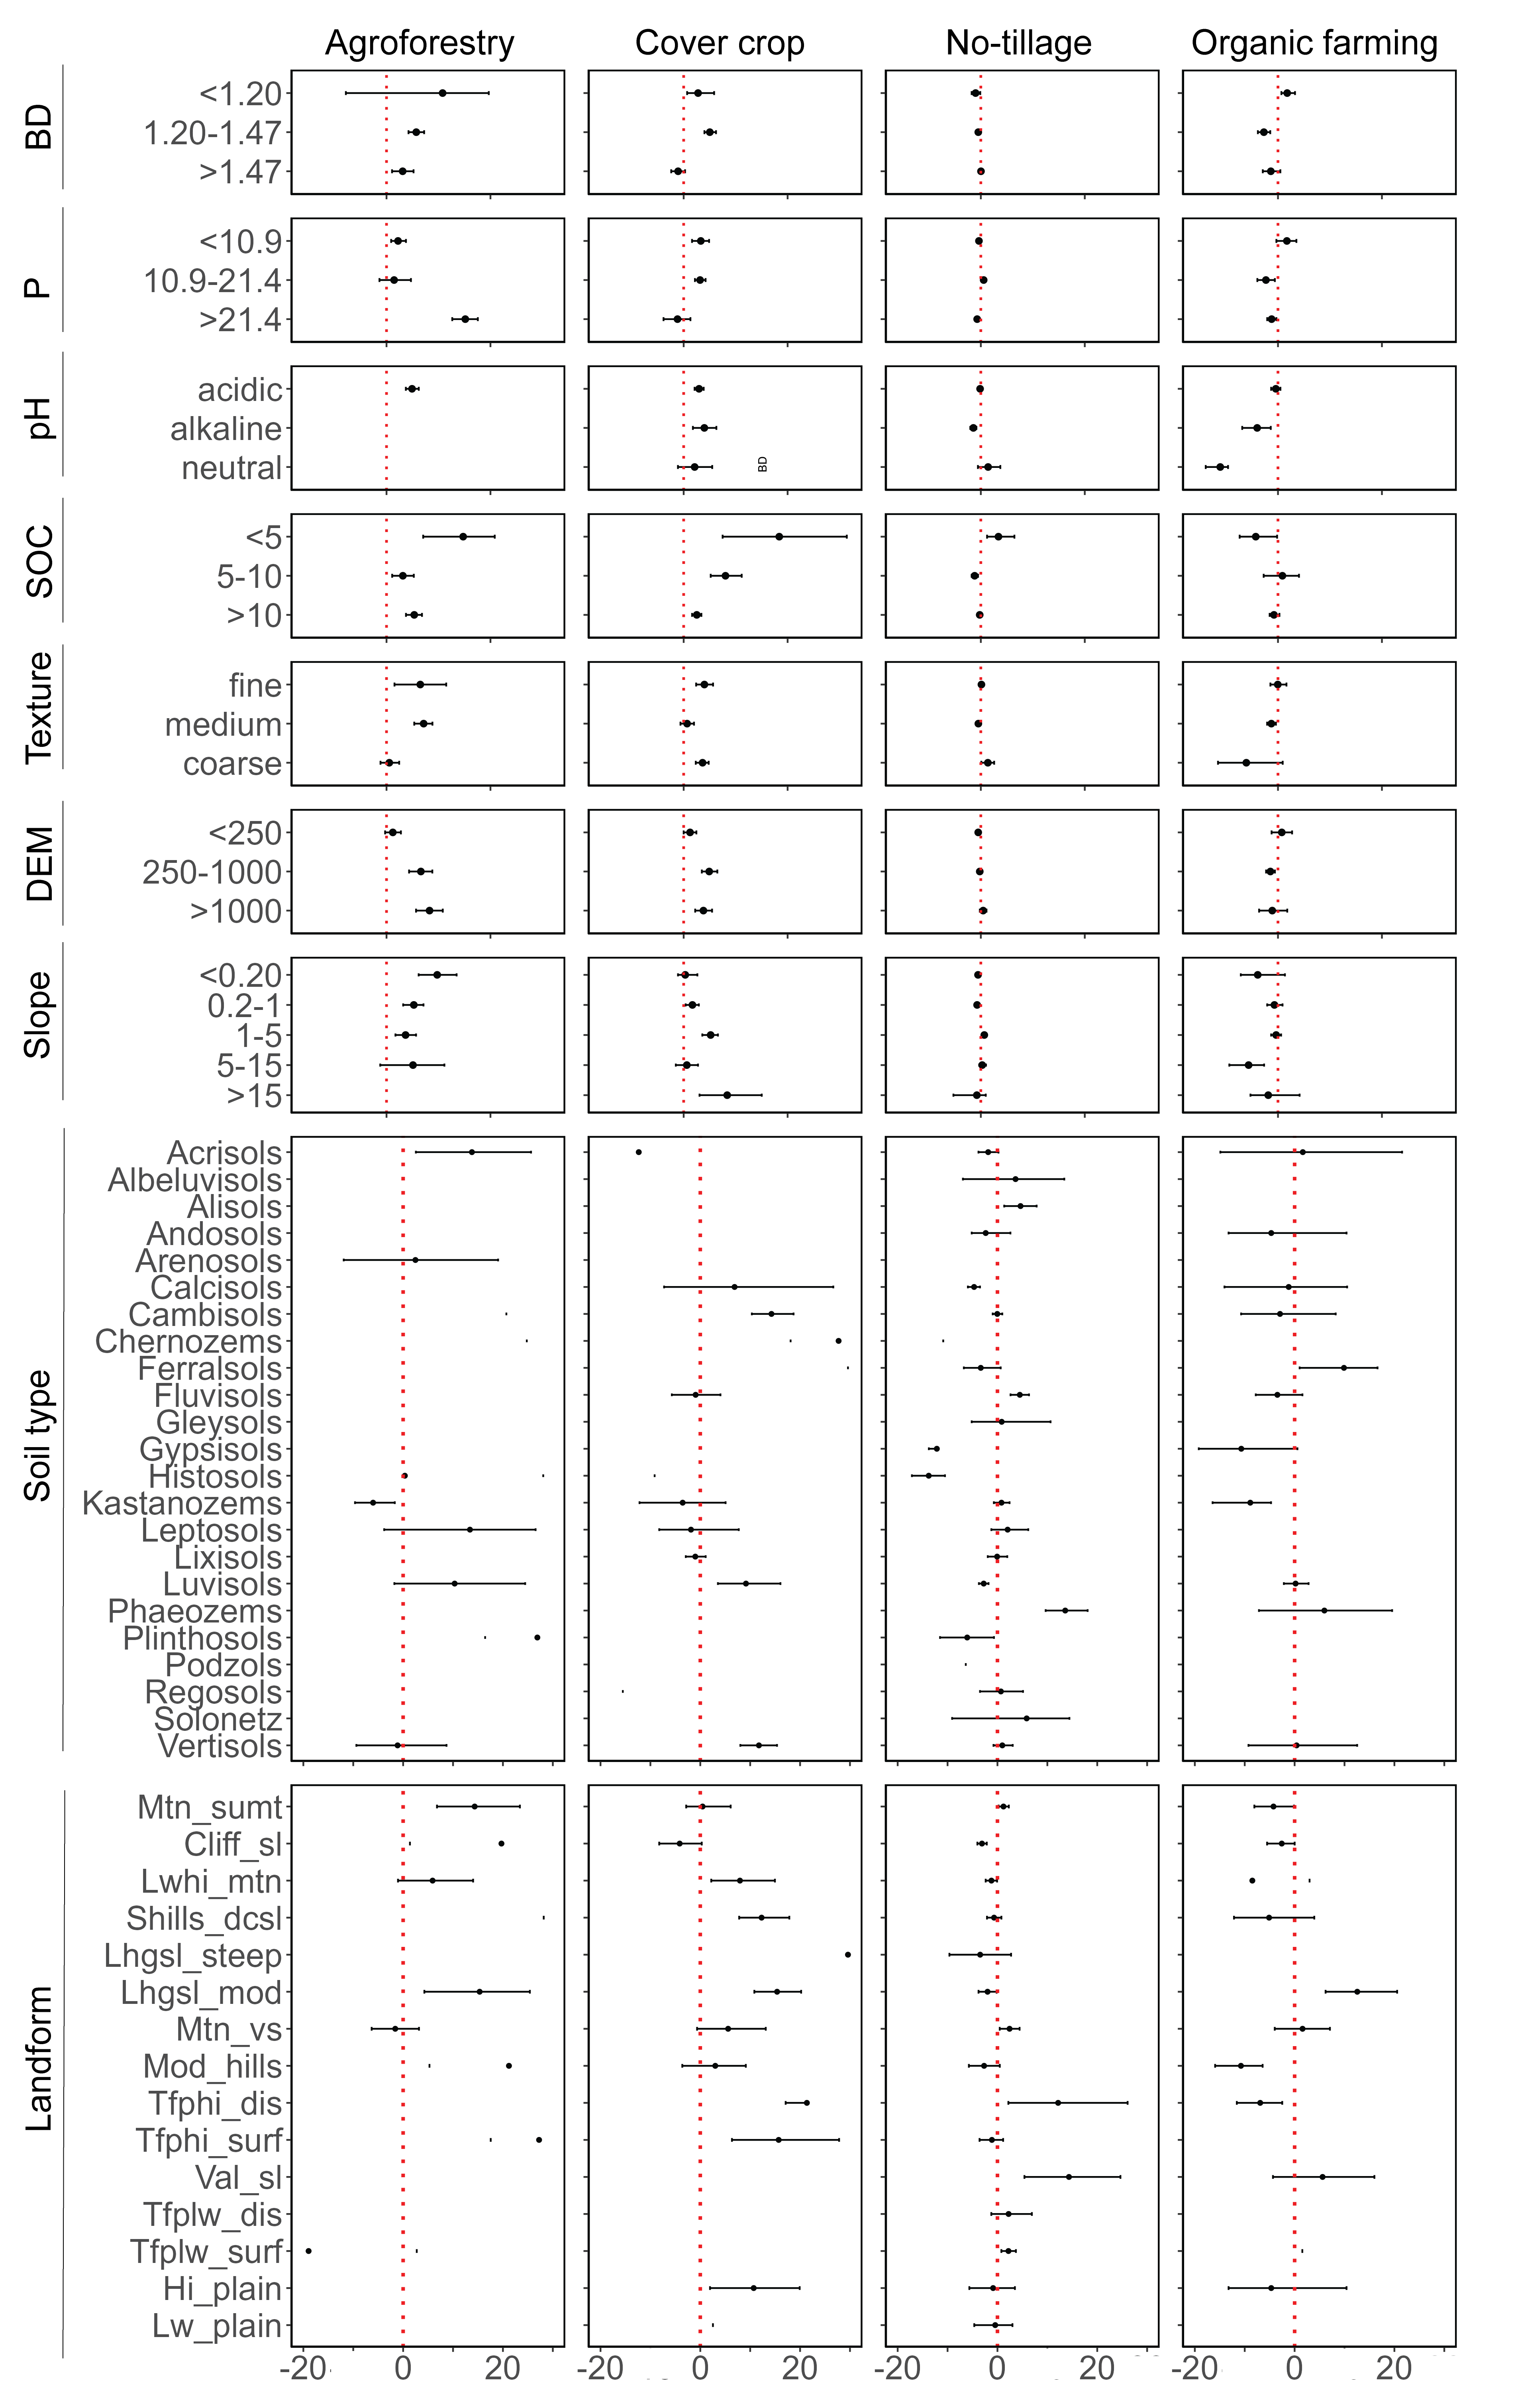 Agroforestry Cover crop No-tillage Organic farming
BD
<1.20
1.20-1.47
>1.47
P
<10.9
10.9-21.4
>21.4
pH
acidic
alkaline
neutral
BD
SOC
<5
5-10
>10
Texture
fine
medium
coarse
DEM
<250
250-1000
>1000
Slope
<0.20
0.2-1
1-5
5-15
>15
Soil type
Acrisols
Albeluvisols
Alisols
Andosols
Arenosols
Calcisols
Cambisols
Chernozems
Ferralsols
Fluvisols
Gleysols
Gypsisols
Histosols
Kastanozems
Leptosols
Lixisols
Luvisols
Phaeozems
Plinthosols
Podzols
Regosols
Solonetz
Vertisols
Landform
Mtn_sumt
Cliff_sl
Lwhi_mtn
Shills_dcsl
Lhgsl_steep
Lhgsl_mod
Mtn_vs
Mod_hills
Tfphi_dis
Tfphi_surf
Val_sl
Tfplw_dis
Tfplw_surf
Hi_plain
Lw_plain
-20 0 20 -20 0 20 -20 0 20 -20 0 20